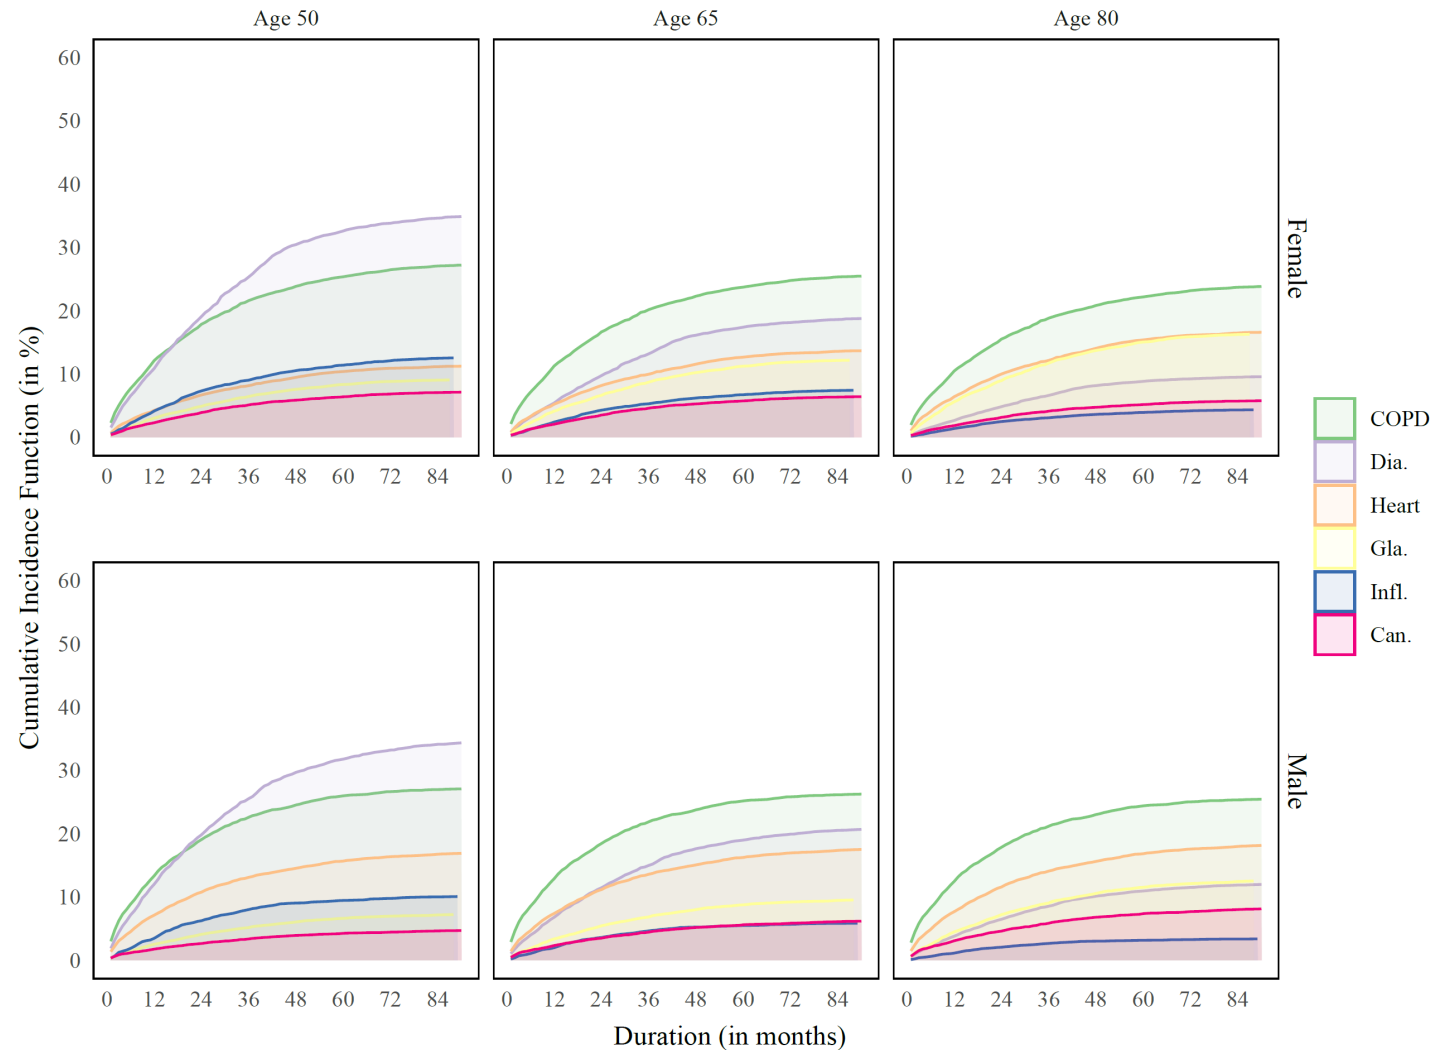 Age 50 Age 65 Age 80
60
50
40
30
20
10
0
0 12 24 36 48 60 72 84 0 12 24 36 48 60 72 84 0 12 24 36 48 60 72 84
Female
60
50
40
30
20
10
0
0 12 24 36 48 60 72 84 0 12 24 36 48 60 72 84 0 12 24 36 48 60 72 84
Male
Cumulative Incidence Function (in %)
Duration (in months)
COPD
Dia.
Heart
Gla.
Infl.
Can.